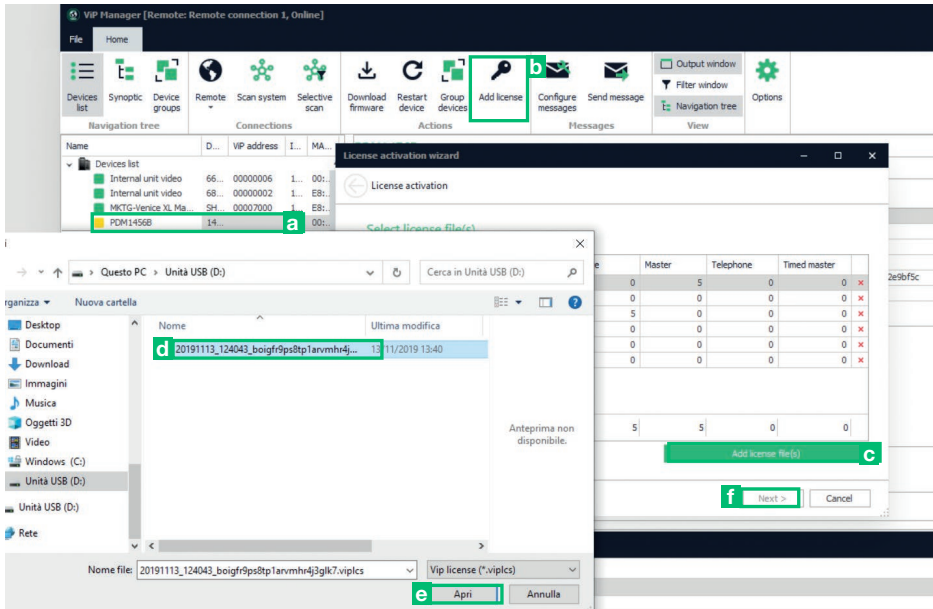 ViP Manager [Remote: Remote connection 1, Online]
File Home
Devices list
Synoptic
Device groups
Remote
Scan system
Selective scan
Download firmware
Restart device
Group devices
Add license
b
Configure messages
Send message
Output window
Filter window
Navigation tree
Options
Navigation tree Connections Actions Messages View
Name D... ViP address I... MA...
Devices list
Internal unit video 66... 00000006 1... 00:..
Internal unit video 68... 00000002 1... E8:..
MKTG-Venice XL Ma... SH... 00007000 1... E8:..
PDM1456B 14... a 00:..
License activation wizard
License activation
Select license file(s)
e Master Telephone Timed master
0 5 0 0 ×
0 0 0 0 ×
5 0 0 0 ×
0 0 0 0 ×
0 0 0 0 ×
0 0 0 0 ×
5 5 0 0
Add license file(s) c
f Next > Cancel
2e9bf5c
i
Questo PC > Unità USB (D:)
Cerca in Unità USB (D:)
rganizza Nuova cartella
Desktop
Documenti
Download
Immagini
Musica
Oggetti 3D
Video
Windows (C:)
Unità USB (D:)
Unità USB (D:)
Rete
Nome Ultima modifica
d 20191113_124043_boigfr9ps8tp1arvmhr4j... 13/11/2019 13:40
Anteprima non disponibile.
Nome file: 20191113_124043_boigfr9ps8tp1arvmhr4j3glk7.viplcs Vip license (*.viplcs)
e Apri Annulla